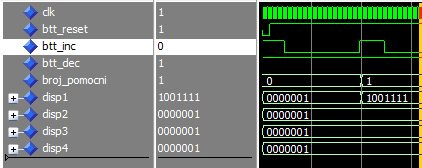 clk 1
btt_reset 1
btt_inc 0
btt_dec 1
broj_pomocni 1 0 1
disp1 1001111 0000001 1001111
disp2 0000001 0000001
disp3 0000001 0000001
disp4 0000001 0000001